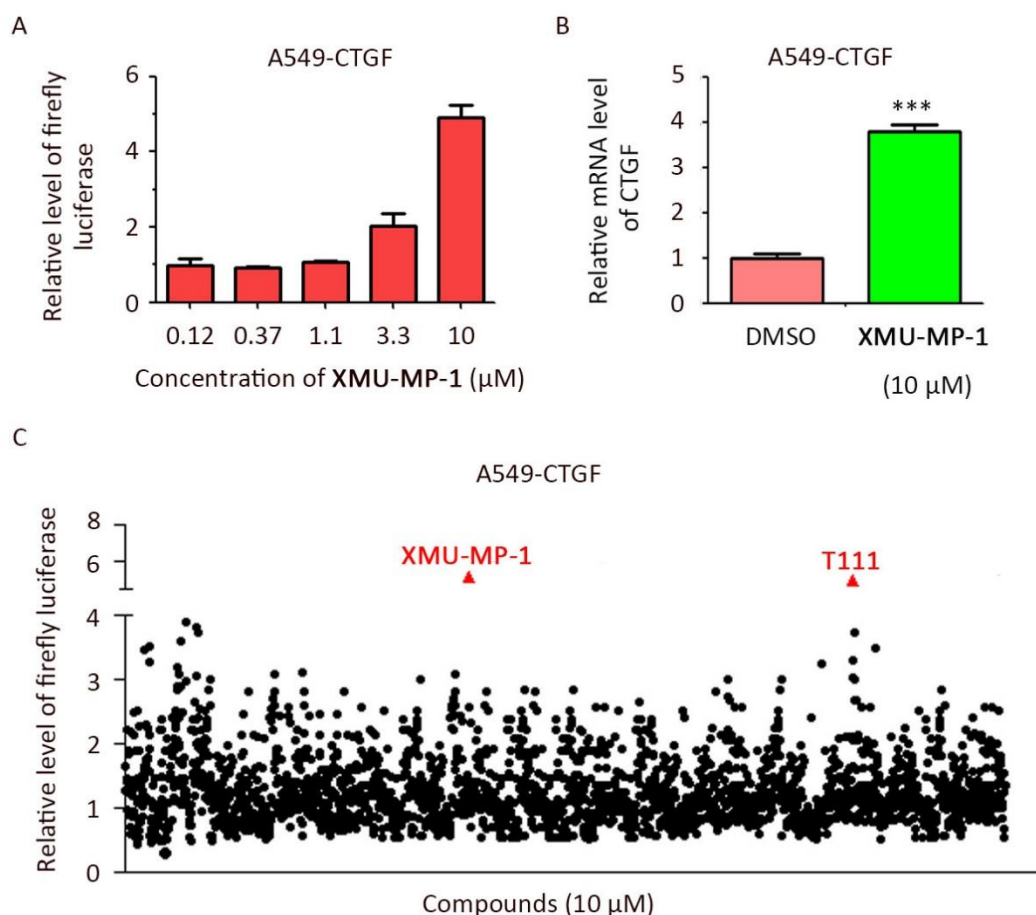 A
A549-CTGF
Relative level of firefly
luciferase
6
4
2
0
0.12 0.37 1.1 3.3 10
Concentration of XMU-MP-1 (µM)
B
A549-CTGF
Relative mRNA level
of CTGF
5
4
3
2
1
0
***
DMSO XMU-MP-1
(10 µM)
C
A549-CTGF
Relative level of firefly luciferase
8
6
4
3
2
1
0
XMU-MP-1
T111
Compounds (10 µM)